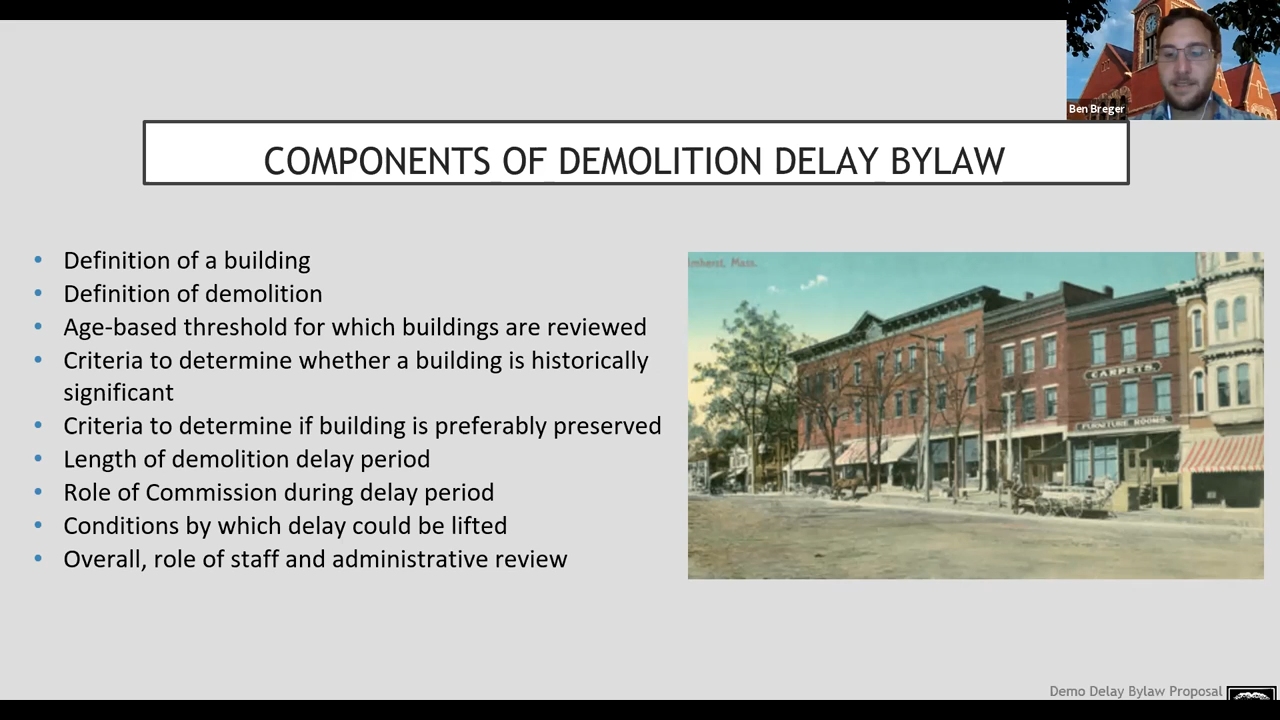 Ben Breger
COMPONENTS OF DEMOLITION DELAY BYLAW
• Definition of a building
• Definition of demolition
• Age-based threshold for which buildings are reviewed
• Criteria to determine whether a building is historically
significant
• Criteria to determine if building is preferably preserved
• Length of demolition delay period
• Role of Commission during delay period
• Conditions by which delay could be lifted
• Overall, role of staff and administrative review
Amherst, Mass.
CARPETS.
FURNITURE ROOMS.
Demo Delay Bylaw Proposal